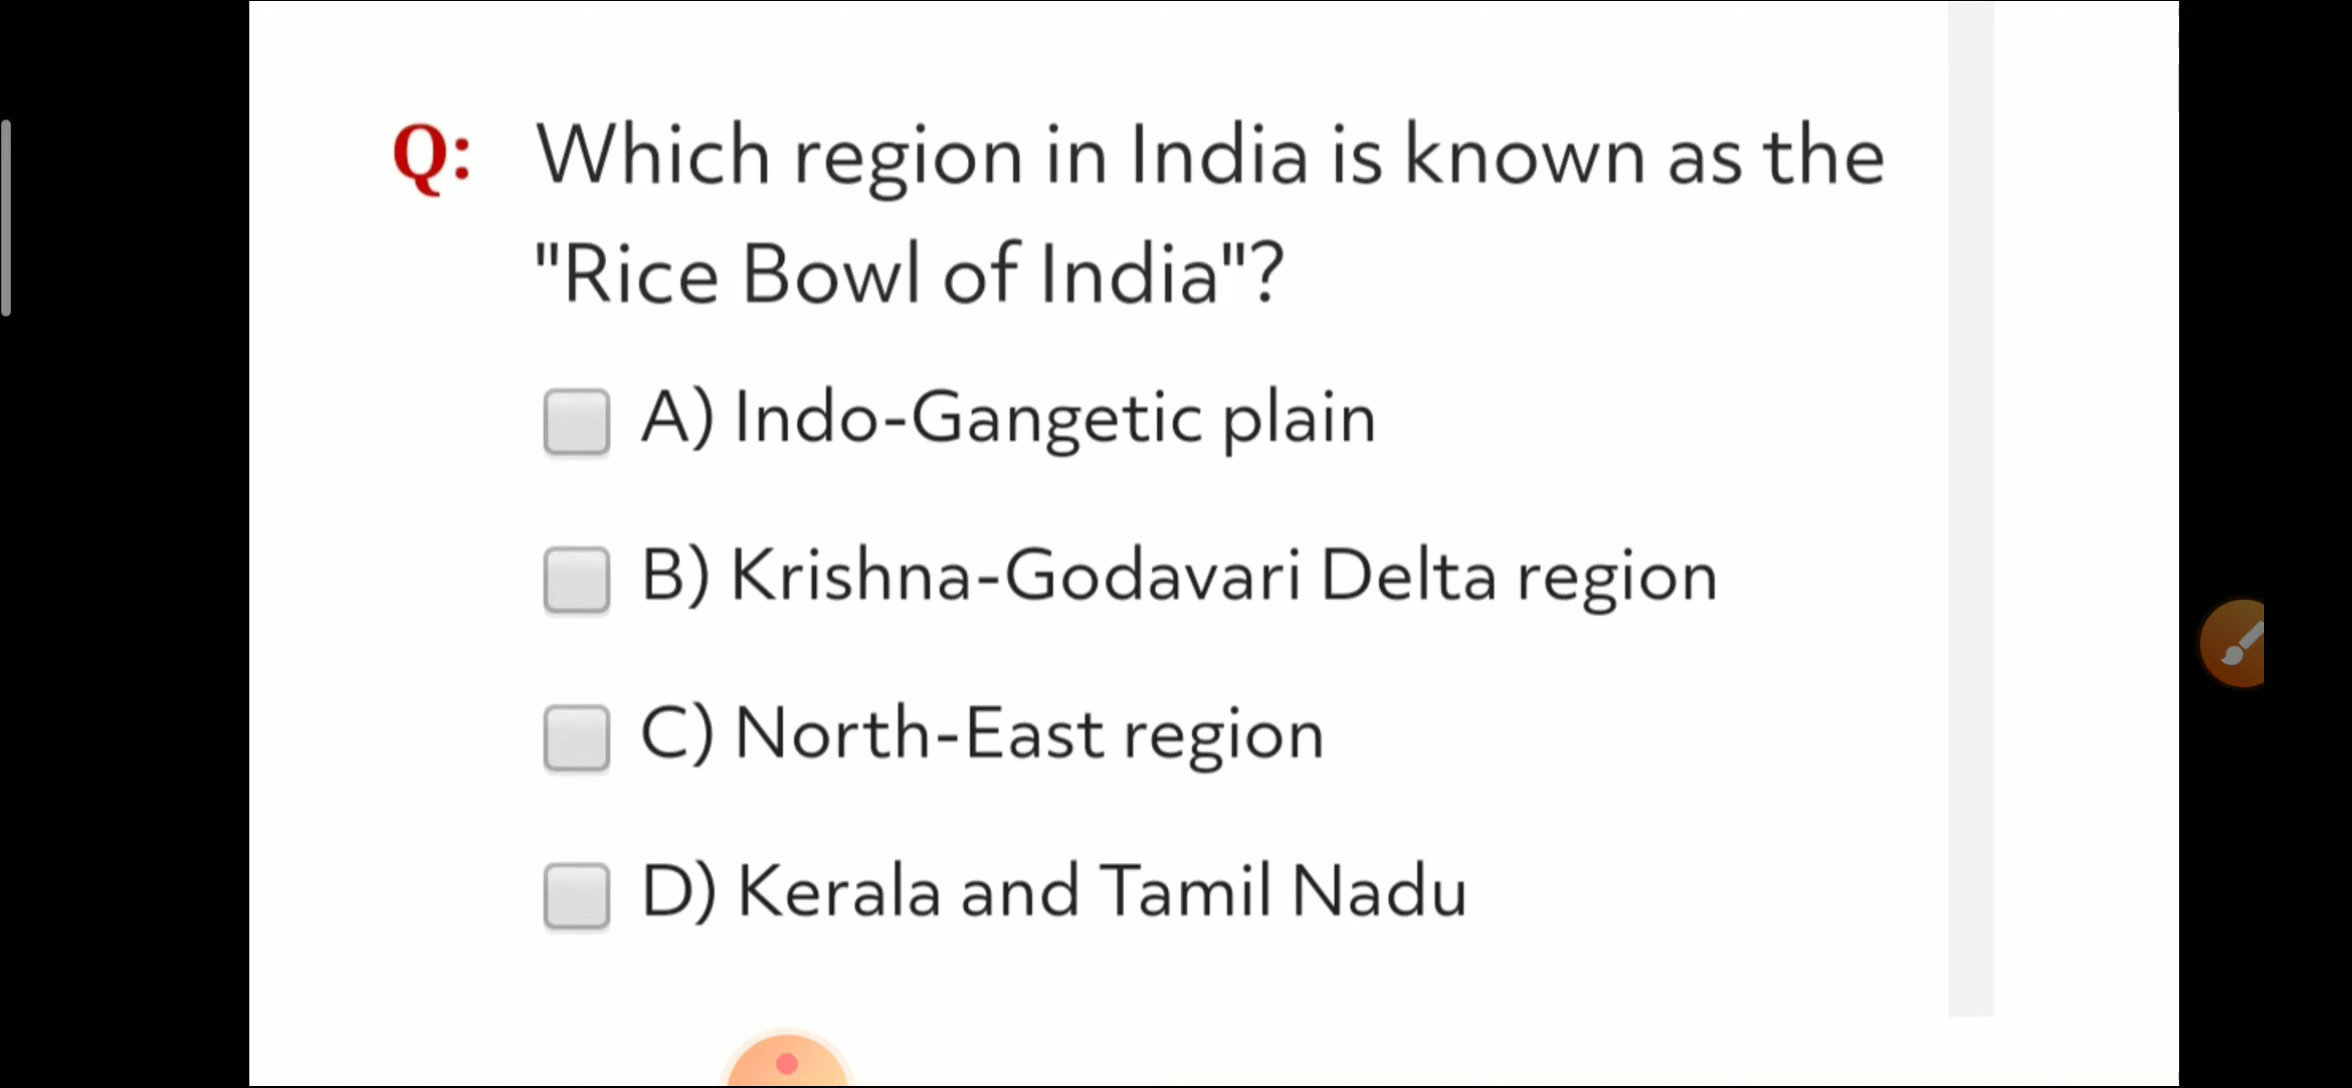 Q: Which region in India is known as the
"Rice Bowl of India"?
A) Indo-Gangetic plain
B) Krishna-Godavari Delta region
C) North-East region
D) Kerala and Tamil Nadu